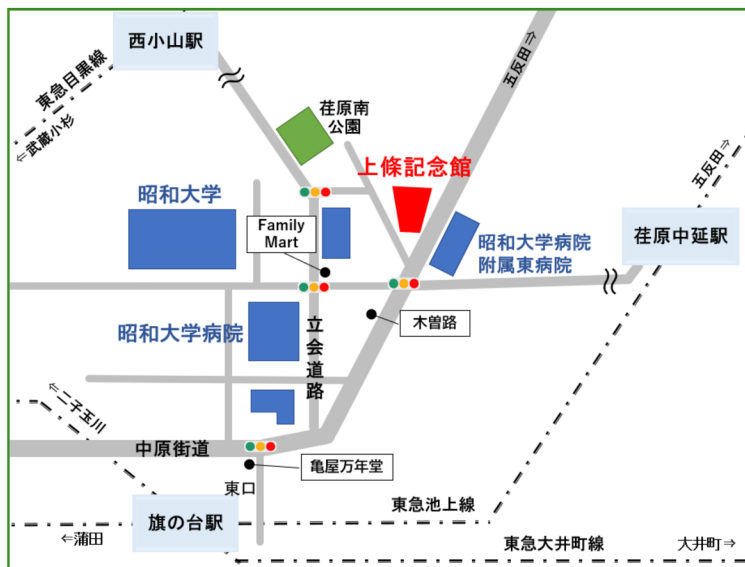 西小山駅
東急目黒線
⇐武蔵小杉
荏原南
公園
五反田⇒
上條記念館
昭和大学
Family
Mart
昭和大学病院
附属東病院
五反田⇒
荏原中延駅
木曽路
昭和大学病院
立会道路
⇐二子玉川
中原街道
亀屋万年堂
東口
旗の台駅
東急池上線
⇐蒲田
東急大井町線
大井町⇒